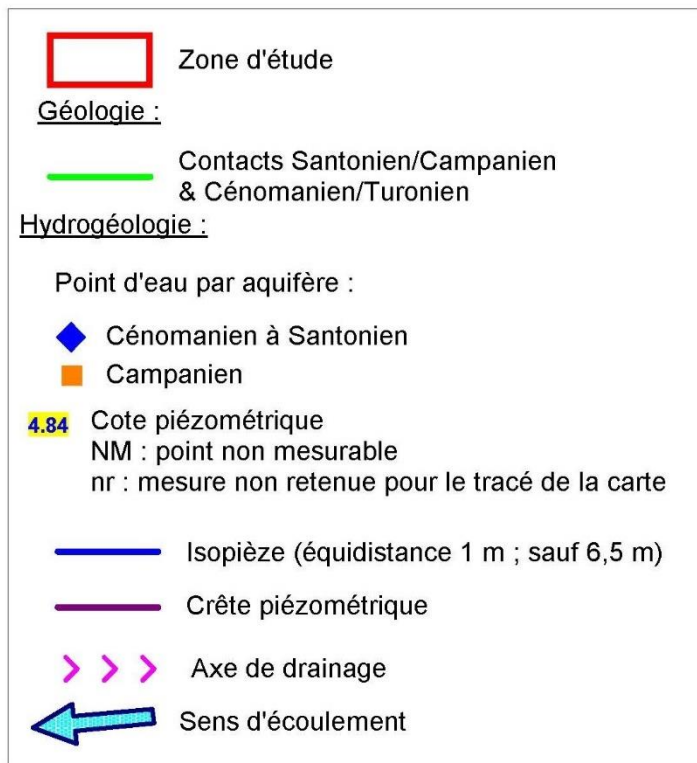 Zone d'étude
Géologie :
Contacts Santonien/Campanien
& Cénomanien/Turonien
Hydrogéologie :
Point d'eau par aquifère :
Cénomanien à Santonien
Campanien
4.84 Cote piézométrique
NM : point non mesurable
nr : mesure non retenue pour le tracé de la carte
Isopièze (équidistance 1 m ; sauf 6,5 m)
Crête piézométrique
Axe de drainage
Sens d'écoulement